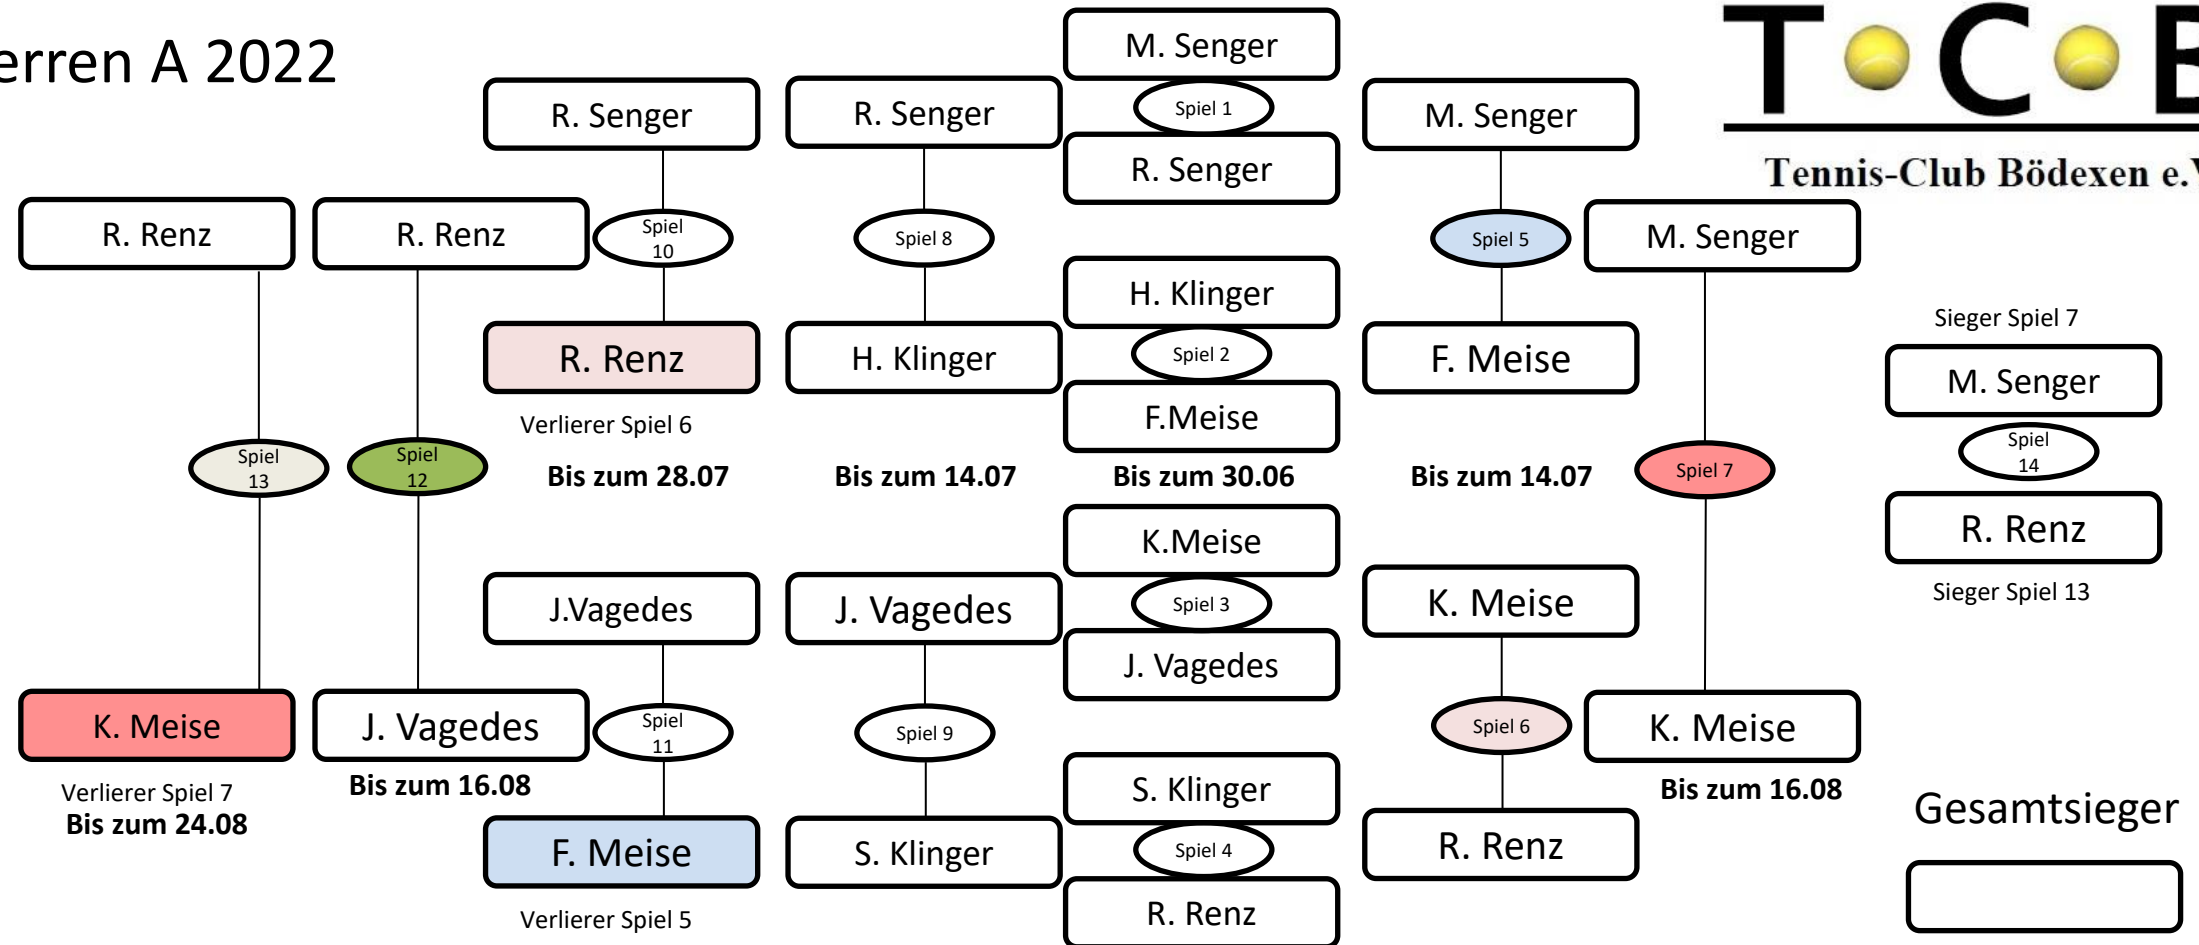 erren A 2022
T C
Tennis-Club Bödexen e.V
M. Senger
Spiel 1
R. Senger
H. Klinger
Spiel 2
F.Meise
Bis zum 30.06
K.Meise
Spiel 3
J. Vagedes
S. Klinger
Spiel 4
R. Renz
R. Senger
Spiel 8
H. Klinger
Bis zum 14.07
J. Vagedes
Spiel 9
S. Klinger
R. Senger
Spiel
10
R. Renz
Verlierer Spiel 6
Bis zum 28.07
J.Vagedes
Spiel
11
F. Meise
Verlierer Spiel 5
R. Renz
Spiel
12
J. Vagedes
Bis zum 16.08
R. Renz
Spiel
13
K. Meise
Verlierer Spiel 7
Bis zum 24.08
M. Senger
Spiel 5
F. Meise
Bis zum 14.07
K. Meise
Spiel 6
R. Renz
M. Senger
Spiel 7
K. Meise
Bis zum 16.08
Sieger Spiel 7
M. Senger
Spiel
14
R. Renz
Sieger Spiel 13
Gesamtsieger